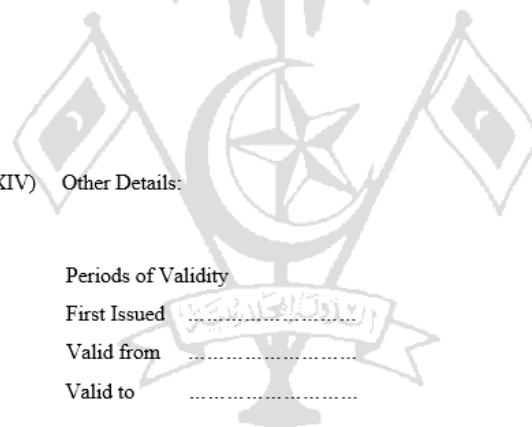 XIV) Other Details:
Periods of Validity
First Issued ………………………
Valid from ………………………
Valid to ………………………